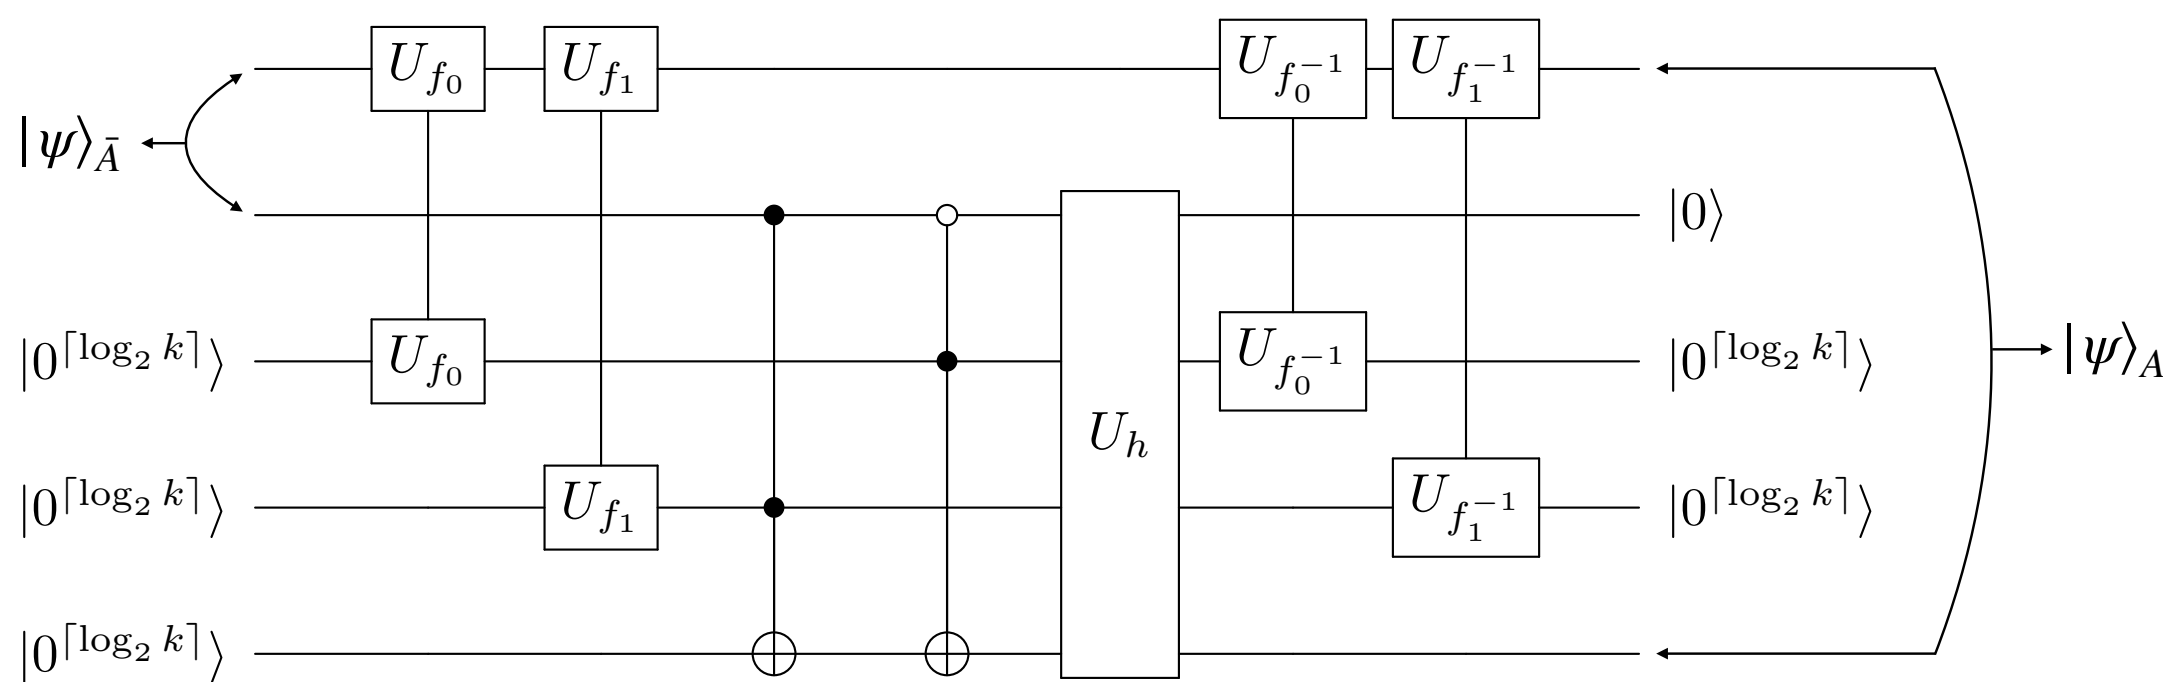 U_{f_0} U_{f_1} U_{f_0^{-1}} U_{f_1^{-1}}
|ψ⟩_{Ā}
|0⟩
|0^{⌈log_2 k⌉}⟩ U_{f_0} U_{f_0^{-1}} |0^{⌈log_2 k⌉}⟩ |ψ⟩_A
U_h
|0^{⌈log_2 k⌉}⟩ U_{f_1} U_{f_1^{-1}} |0^{⌈log_2 k⌉}⟩
|0^{⌈log_2 k⌉}⟩